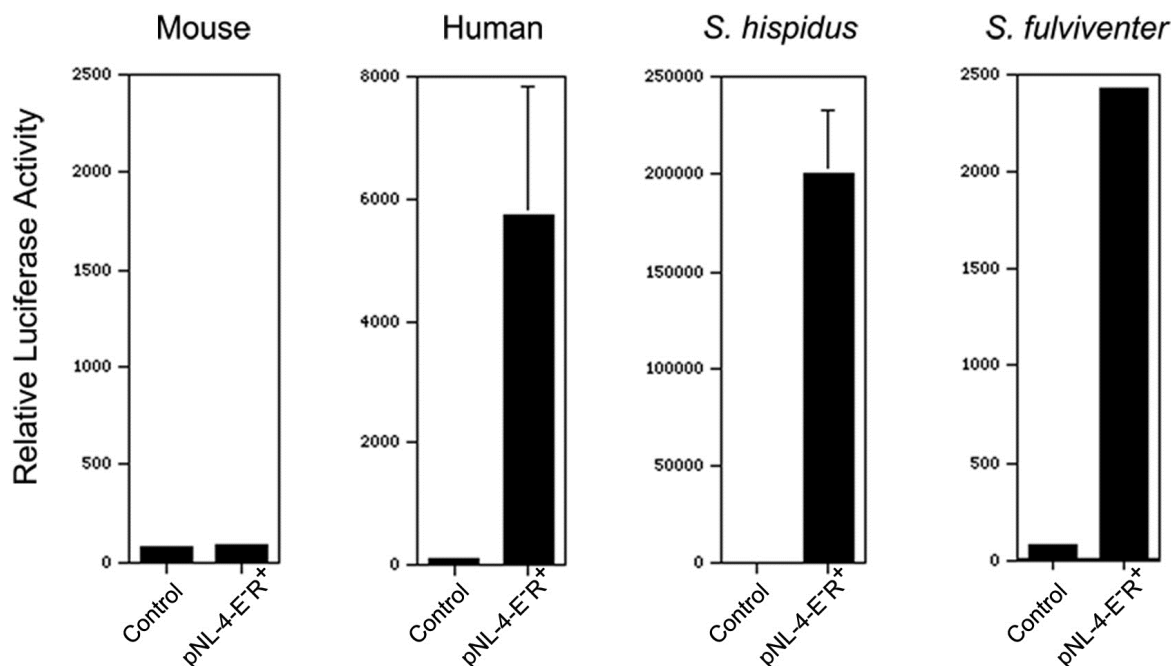 Mouse
Human
S. hispidus
S. fulviventer
Relative Luciferase Activity
2500
2000
1500
1000
500
0
Control
pNL-4-E⁻R⁺
8000
6000
4000
2000
0
Control
pNL-4-E⁻R⁺
250000
200000
150000
100000
50000
0
Control
pNL-4-E⁻R⁺
2500
2000
1500
1000
500
0
Control
pNL-4-E⁻R⁺